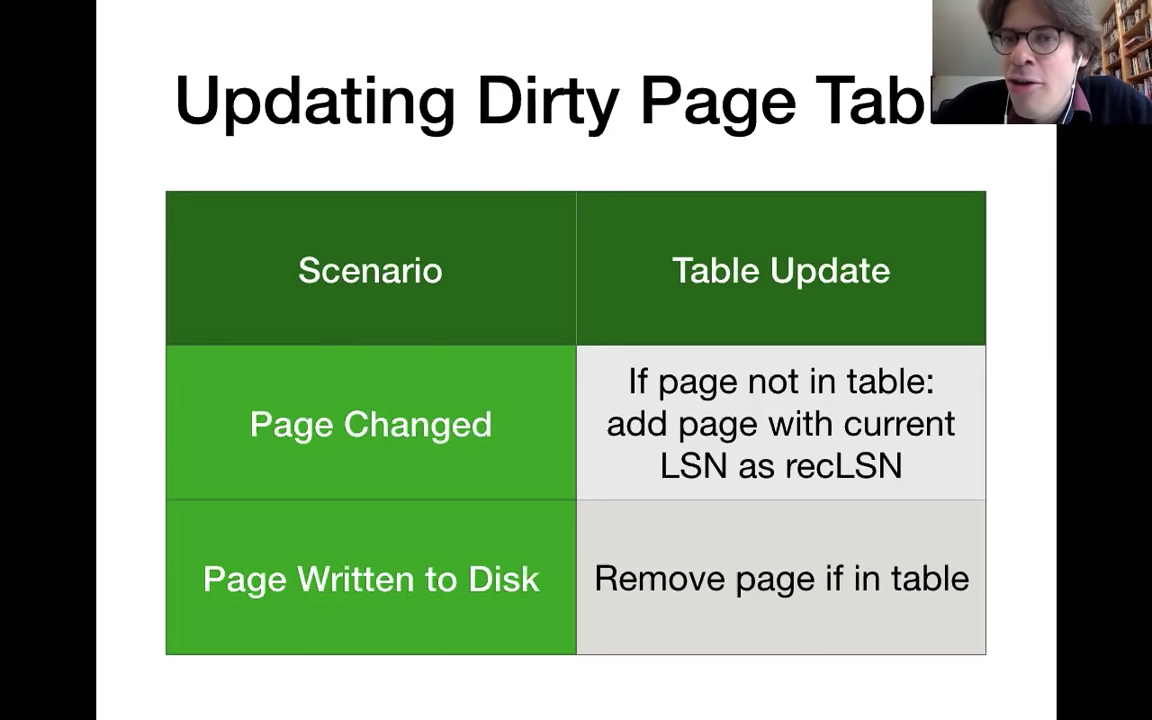 Updating Dirty Page Tab
Scenario
Table Update
Page Changed
If page not in table:
add page with current
LSN as recLSN
Page Written to Disk
Remove page if in table